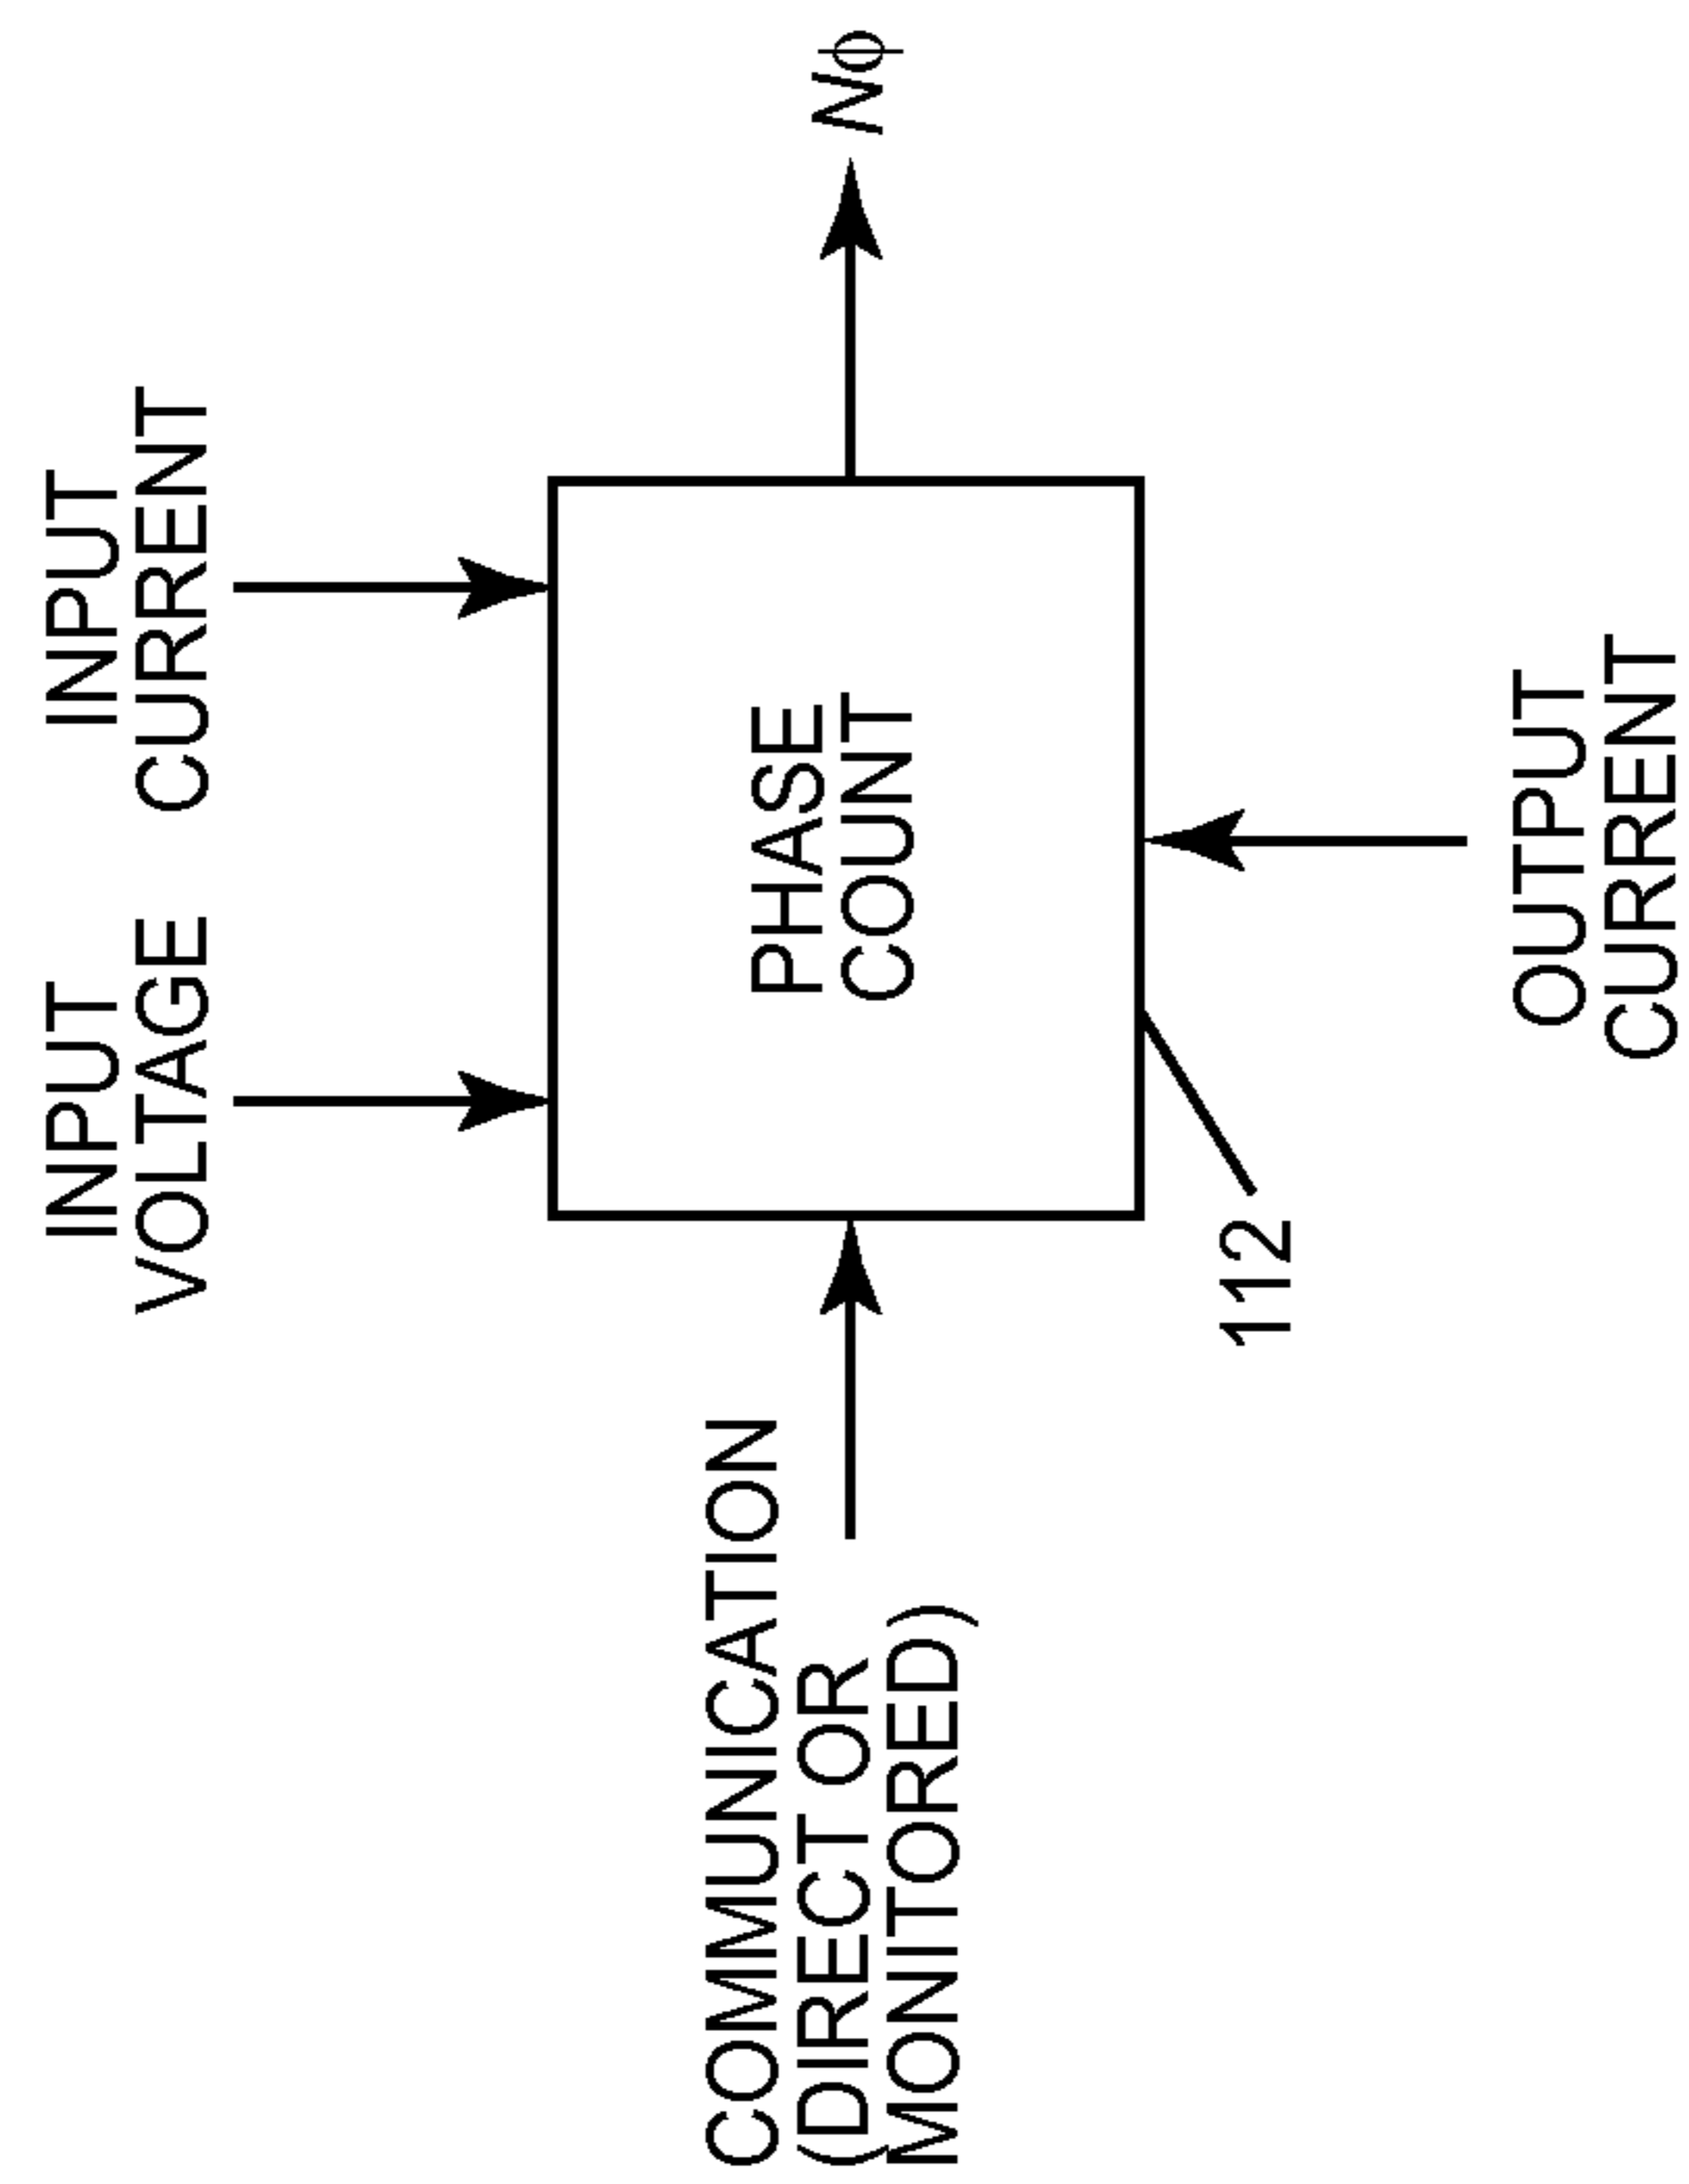 INPUT
VOLTAGE
INPUT
CURRENT
COMMUNICATION
(DIRECT OR
MONITORED)
PHASE
COUNT
Nϕ
112
OUTPUT
CURRENT